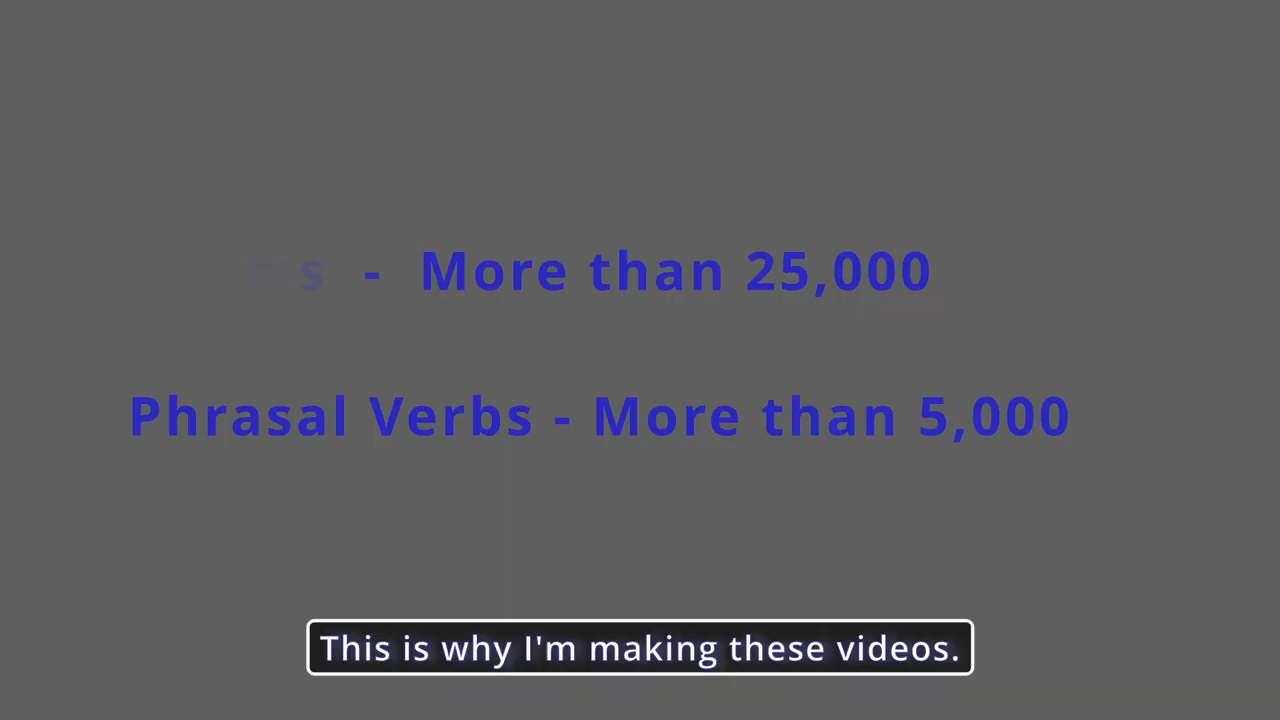 - More than 25,000
Phrasal Verbs - More than 5,000
This is why I'm making these videos.